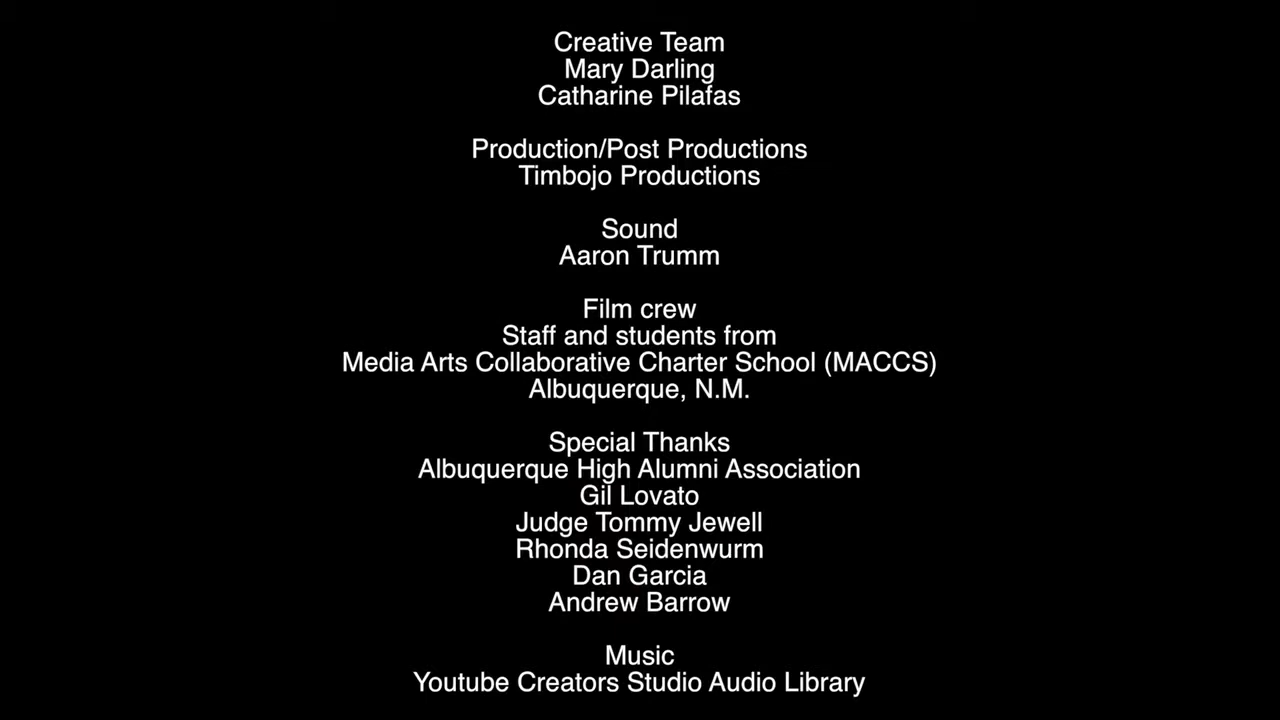 Creative Team
Mary Darling
Catharine Pilafas
Production/Post Productions
Timbojo Productions
Sound
Aaron Trumm
Film crew
Staff and students from
Media Arts Collaborative Charter School (MACCS)
Albuquerque, N.M.
Special Thanks
Albuquerque High Alumni Association
Gil Lovato
Judge Tommy Jewell
Rhonda Seidenwurm
Dan Garcia
Andrew Barrow
Music
Youtube Creators Studio Audio Library